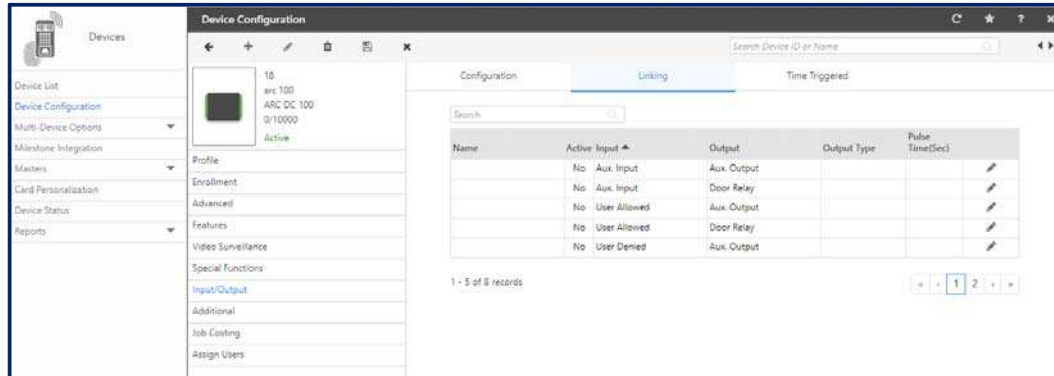 Devices
Device List
Device Configuration
Multi-Device Options
Milestone Integration
Masters
Card Personalization
Device Status
Reports
Device Configuration
?
Search Device ID or Name
18
arc 100
ARC DC 100
0/10000
Active
Profile
Enrollment
Advanced
Features
Video Surveillance
Special Functions
Input/Output
Additional
Job Costing
Assign Users
Configuration Linking Time Triggered
Search
Name Active Input Output Output Type Pulse Time(Sec)
No Aux. Input Aux. Output
No Aux. Input Door Relay
No User Allowed Aux. Output
No User Allowed Door Relay
No User Denied Aux. Output
1 - 5 of 8 records
« ‹ 1 2 › »